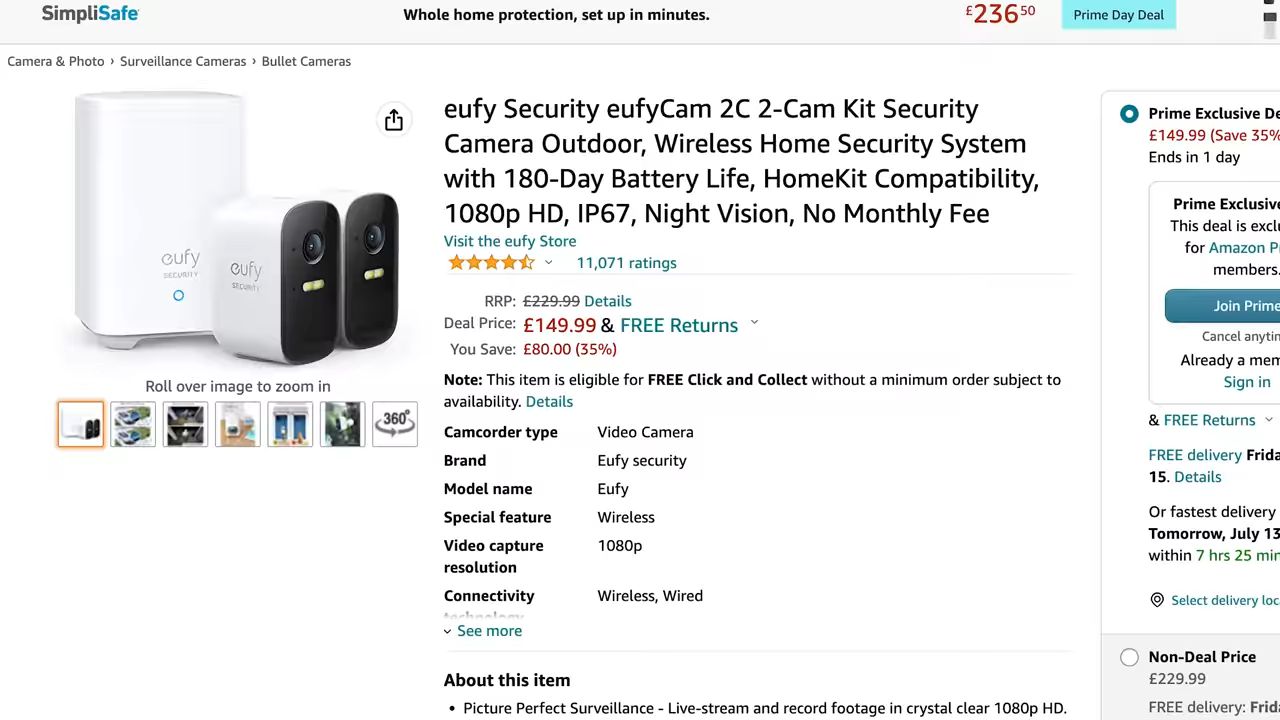 SimpliSafe
Whole home protection, set up in minutes.
£236.50
Prime Day Deal
Camera & Photo › Surveillance Cameras › Bullet Cameras
eufy
SECURITY
eufy
SECURITY
Roll over image to zoom in
360°
eufy Security eufyCam 2C 2-Cam Kit Security
Camera Outdoor, Wireless Home Security System
with 180-Day Battery Life, HomeKit Compatibility,
1080p HD, IP67, Night Vision, No Monthly Fee
Visit the eufy Store
11,071 ratings
RRP: £229.99 Details
Deal Price: £149.99 & FREE Returns
You Save: £80.00 (35%)
Note: This item is eligible for FREE Click and Collect without a minimum order subject to
availability. Details
Camcorder type Video Camera
Brand Eufy security
Model name Eufy
Special feature Wireless
Video capture 1080p
resolution
Connectivity Wireless, Wired
technology
See more
About this item
• Picture Perfect Surveillance - Live-stream and record footage in crystal clear 1080p HD.
Prime Exclusive De
£149.99 (Save 35%
Ends in 1 day
Prime Exclusive
This deal is exclu
for Amazon P
members.
Join Prime
Cancel anytim
Already a mem
Sign in
& FREE Returns
FREE delivery Frida
15. Details
Or fastest delivery
Tomorrow, July 13
within 7 hrs 25 min
Select delivery loc
Non-Deal Price
£229.99
FREE delivery: Frid